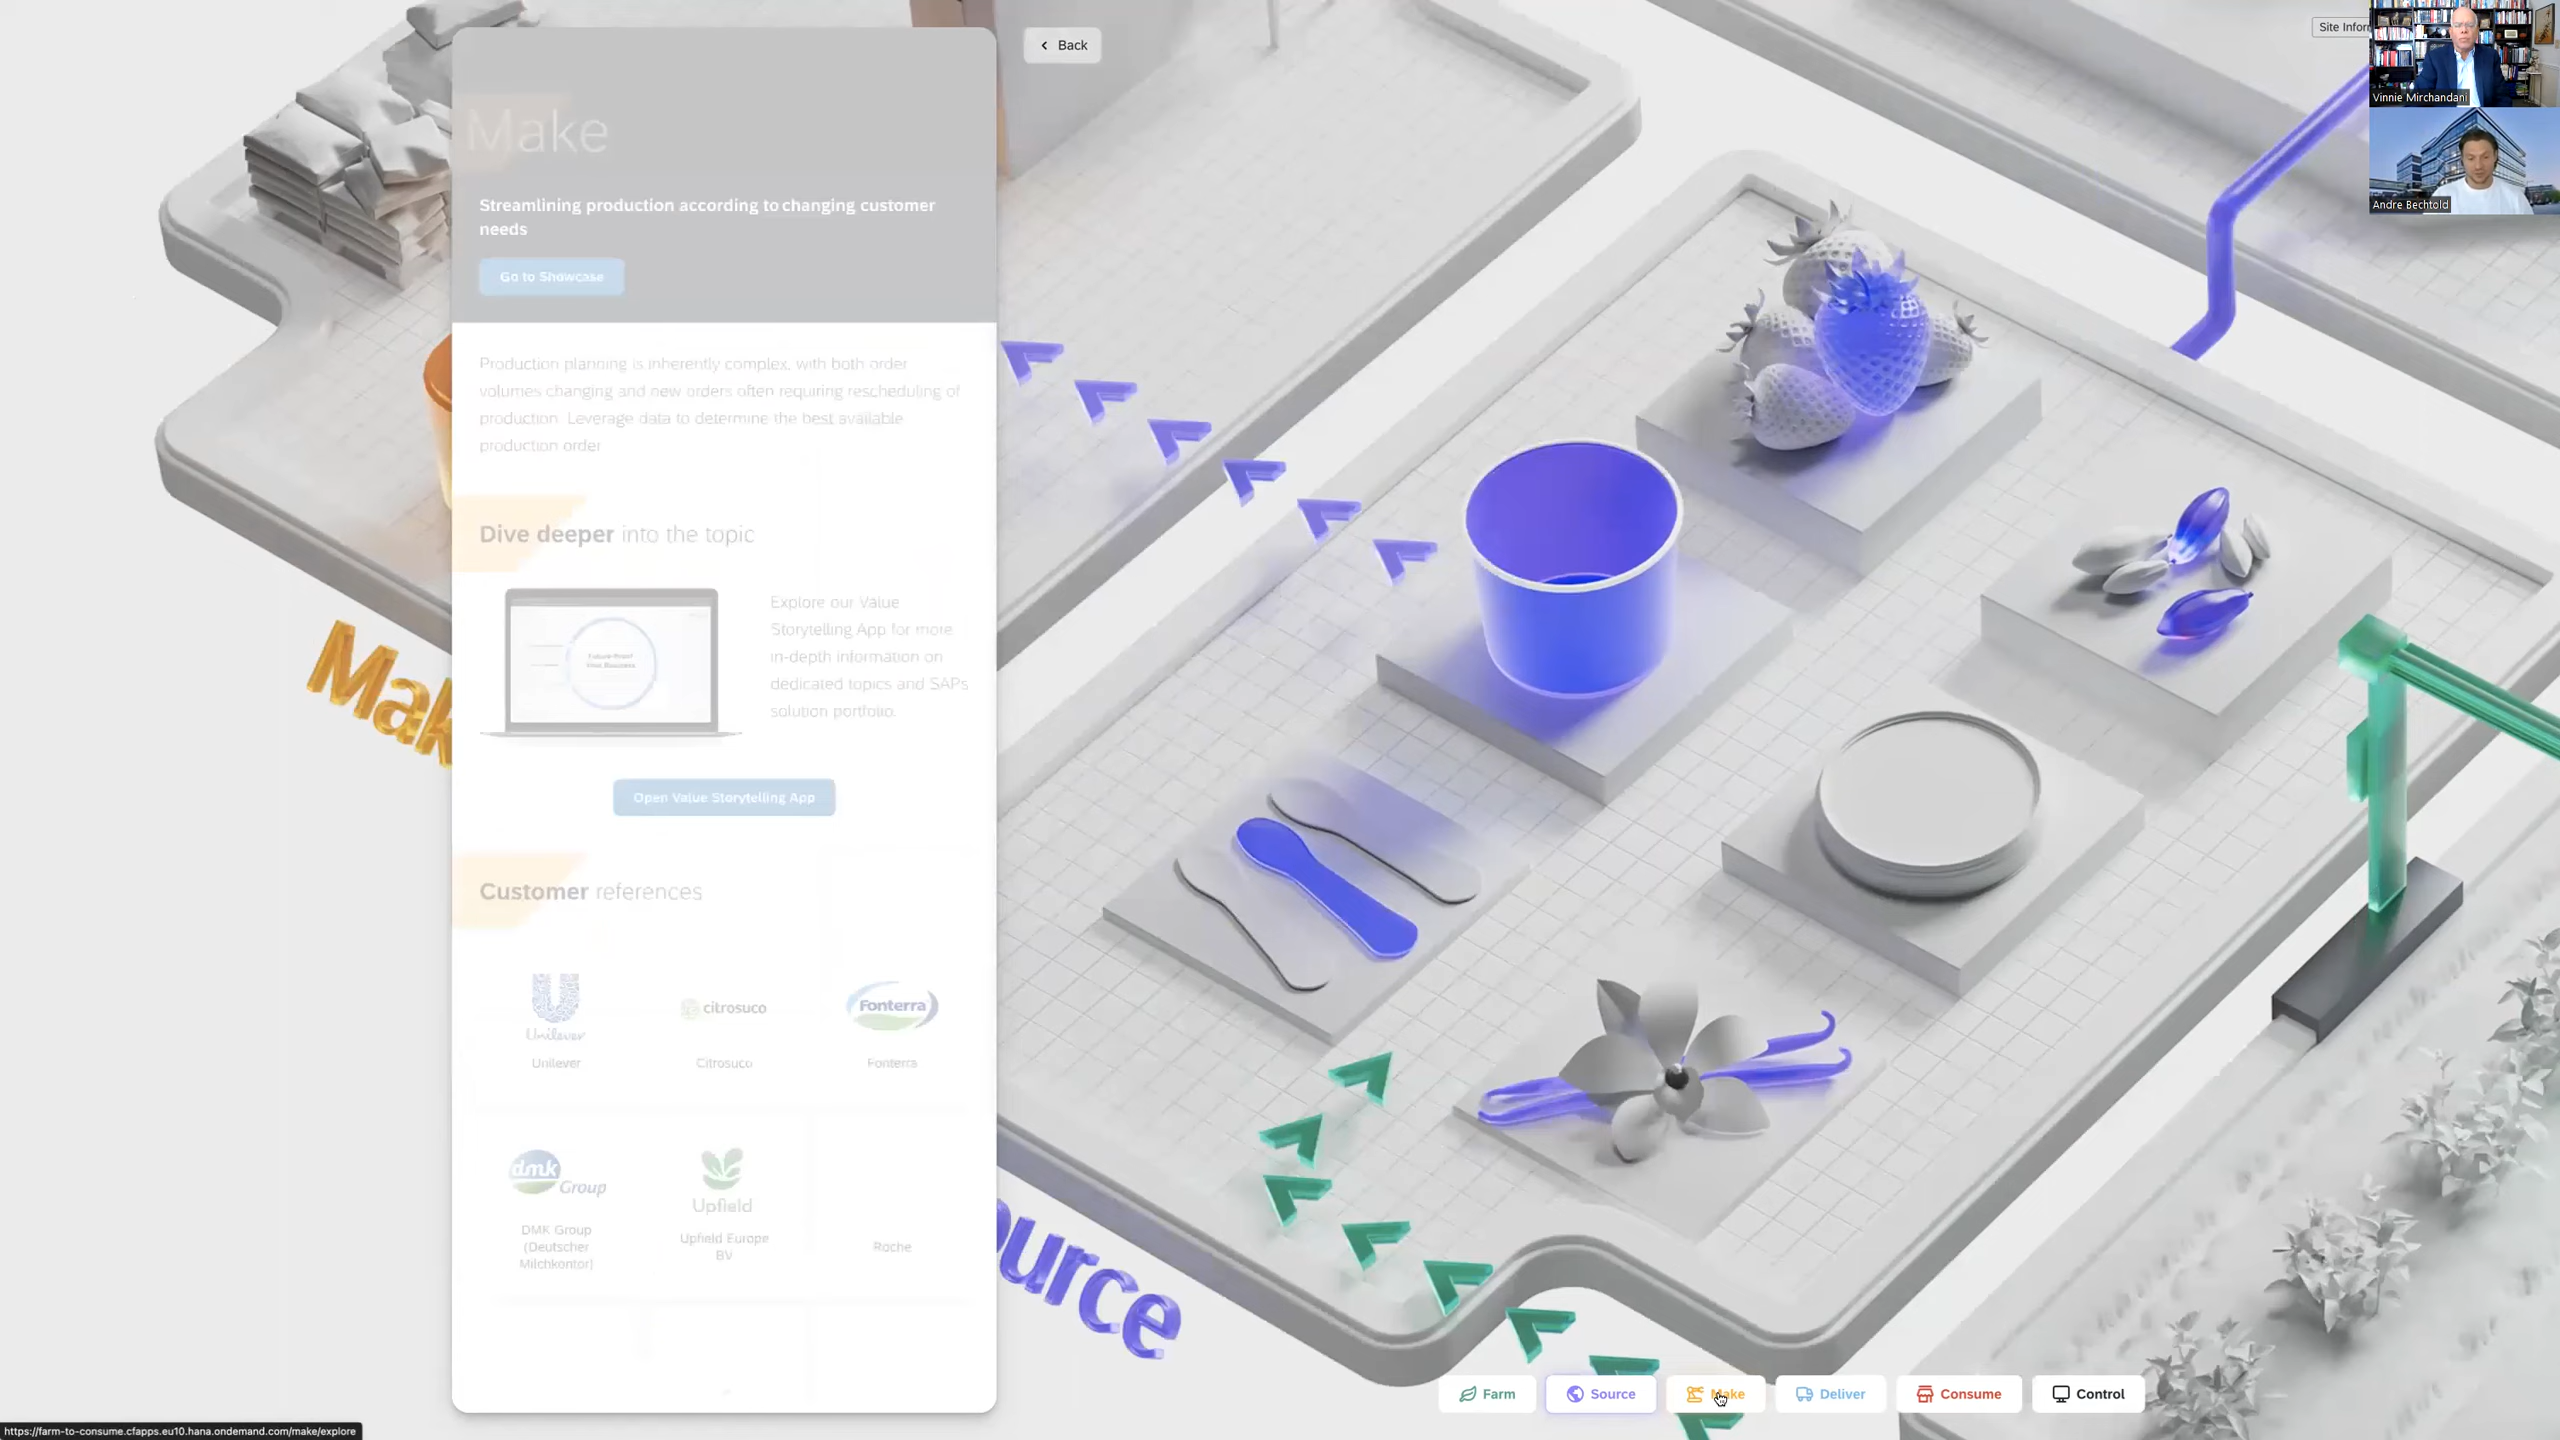 Back
Site Infor
Vinnie Mirchandani
Andre Bechtold
Make
Streamlining production according to changing customer
needs
Go to Showcase
Production planning is inherently complex, with both order
volumes changing and new orders often requiring rescheduling of
production. Leverage data to determine the best available
production order
Dive deeper into the topic
Future-Proof
Your Business
Explore our Value
Storytelling App for more
in-depth information on
dedicated topics and SAPs
solution portfolio.
Open Value Storytelling App
Customer references
Unilever
Unilever
citrosuco
Citrosuco
Fonterra
Fonterra
dmk
Group
DMK Group
(Deutscher
Milchkontor)
Upfield
Upfield Europe
BV
Roche
Mak
ource
Farm
Source
Make
Deliver
Consume
Control
https://farm-to-consume.cfapps.eu10.hana.ondemand.com/make/explore